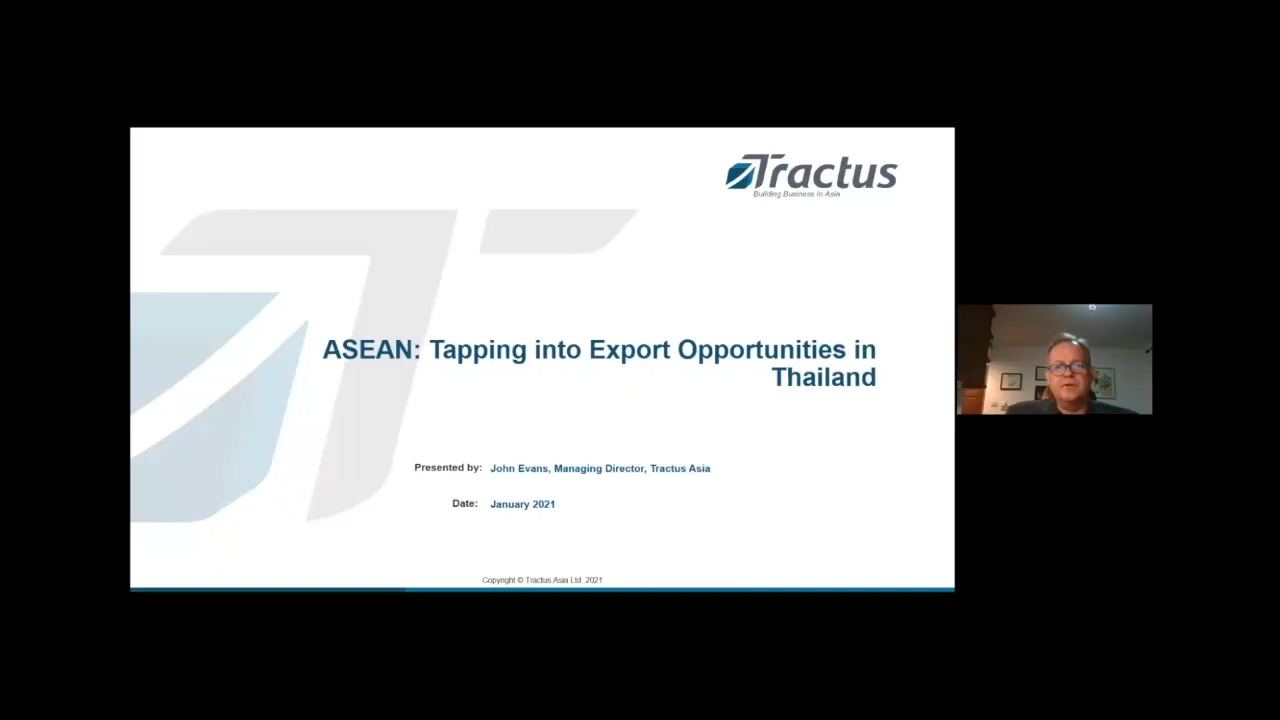 Tractus
Building Business in Asia
ASEAN: Tapping into Export Opportunities in
Thailand
Presented by: John Evans, Managing Director, Tractus Asia
Date: January 2021
Copyright © Tractus Asia Ltd. 2021